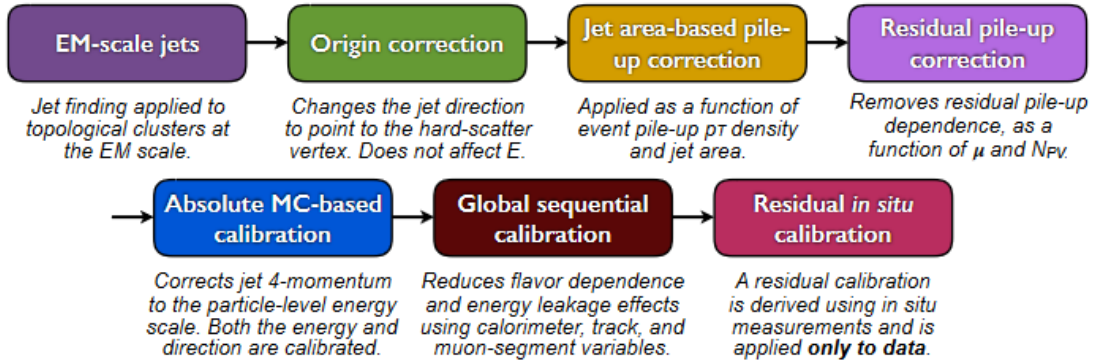 EM-scale jets
Origin correction
Jet area-based pile-
up correction
Residual pile-up
correction
Jet finding applied to
topological clusters at
the EM scale.
Changes the jet direction
to point to the hard-scatter
vertex. Does not affect E.
Applied as a function of
event pile-up pT density
and jet area.
Removes residual pile-up
dependence, as a
function of μ and NPV.
Absolute MC-based
calibration
Global sequential
calibration
Residual in situ
calibration
Corrects jet 4-momentum
to the particle-level energy
scale. Both the energy and
direction are calibrated.
Reduces flavor dependence
and energy leakage effects
using calorimeter, track, and
muon-segment variables.
A residual calibration
is derived using in situ
measurements and is
applied only to data.